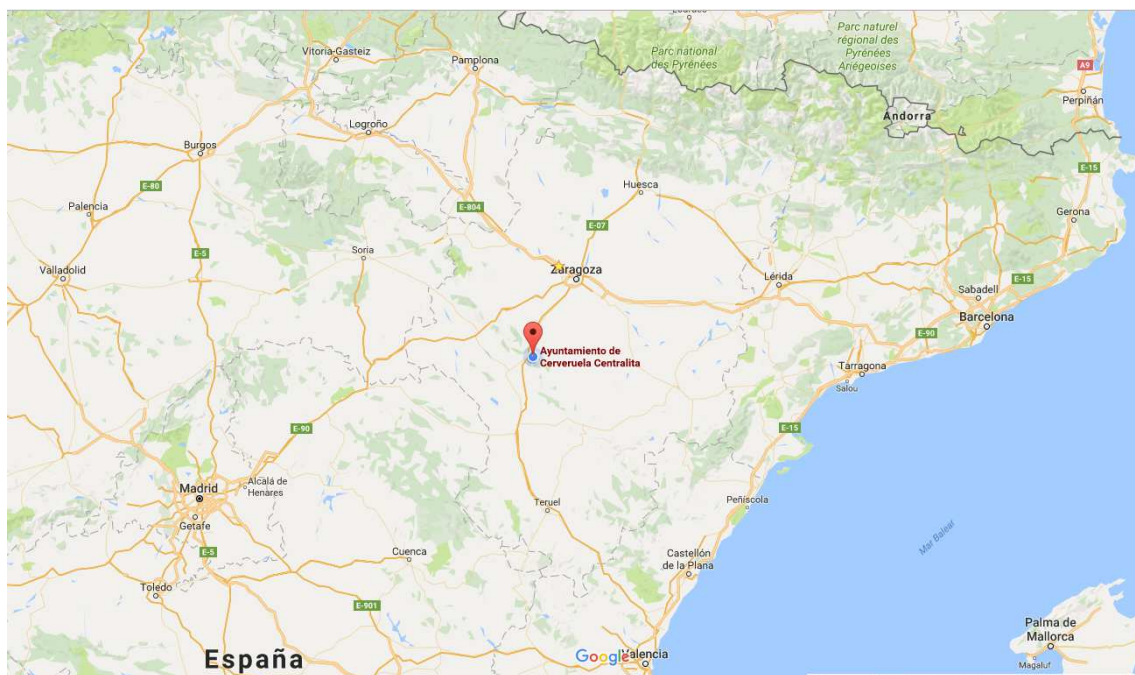 Lourdes
Parc naturel
régional des
Pyrénées
Ariégeoises
Vitoria-Gasteiz
Parc national
des Pyrénées
Pamplona
A9
Perpiñán
Andorra
Logroño
Burgos
E-15
E-80
Huesca
Palencia
E-804
Gerona
E-07
E-5
Soria
Valladolid
Zaragoza
Lérida
E-15
Sabadell
Barcelona
E-90
Ayuntamiento de
Cerveruela Centralita
Tarragona
Salou
E-90
E-15
Alcalá de
Henares
Madrid
Teruel
Peñíscola
Getafe
Mar Balear
E-5
Cuenca
Castellón
de la Plana
Toledo
E-901
Palma de
Mallorca
España
Google
Valencia
Magaluf